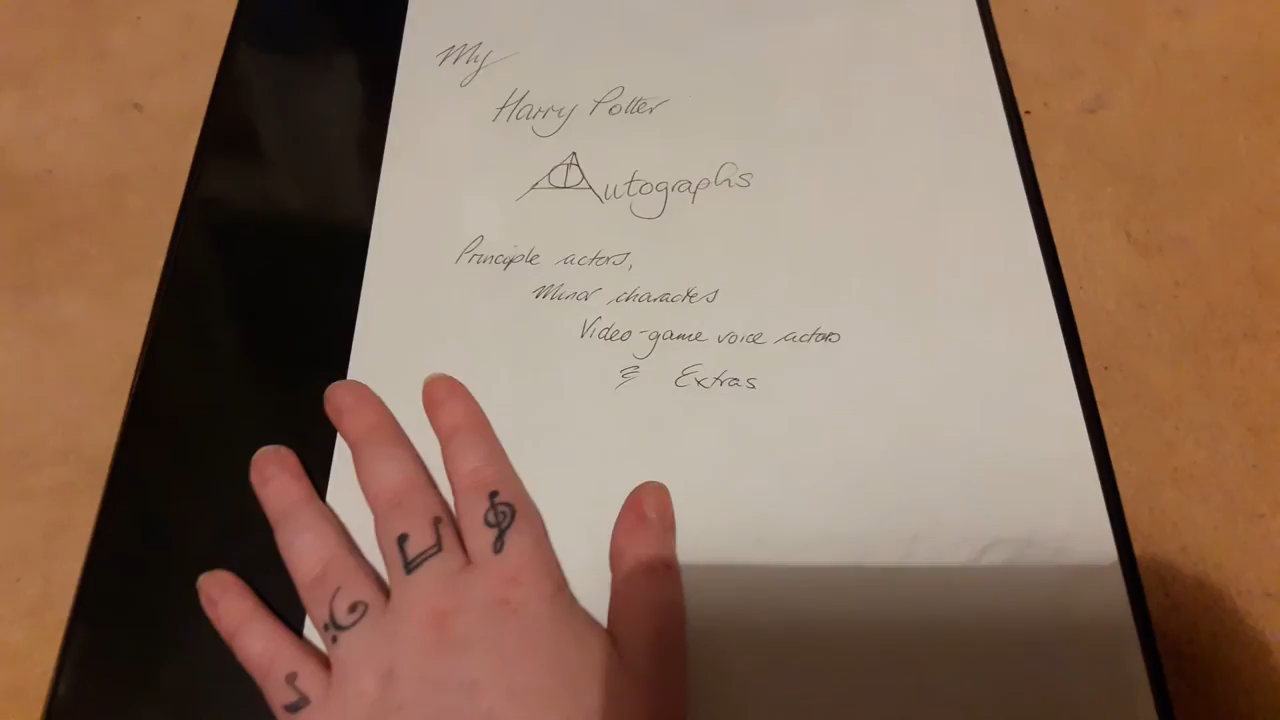 My
Harry Potter
Autographs
Principle actors,
Minor characters
Video-game voice actors
& Extras